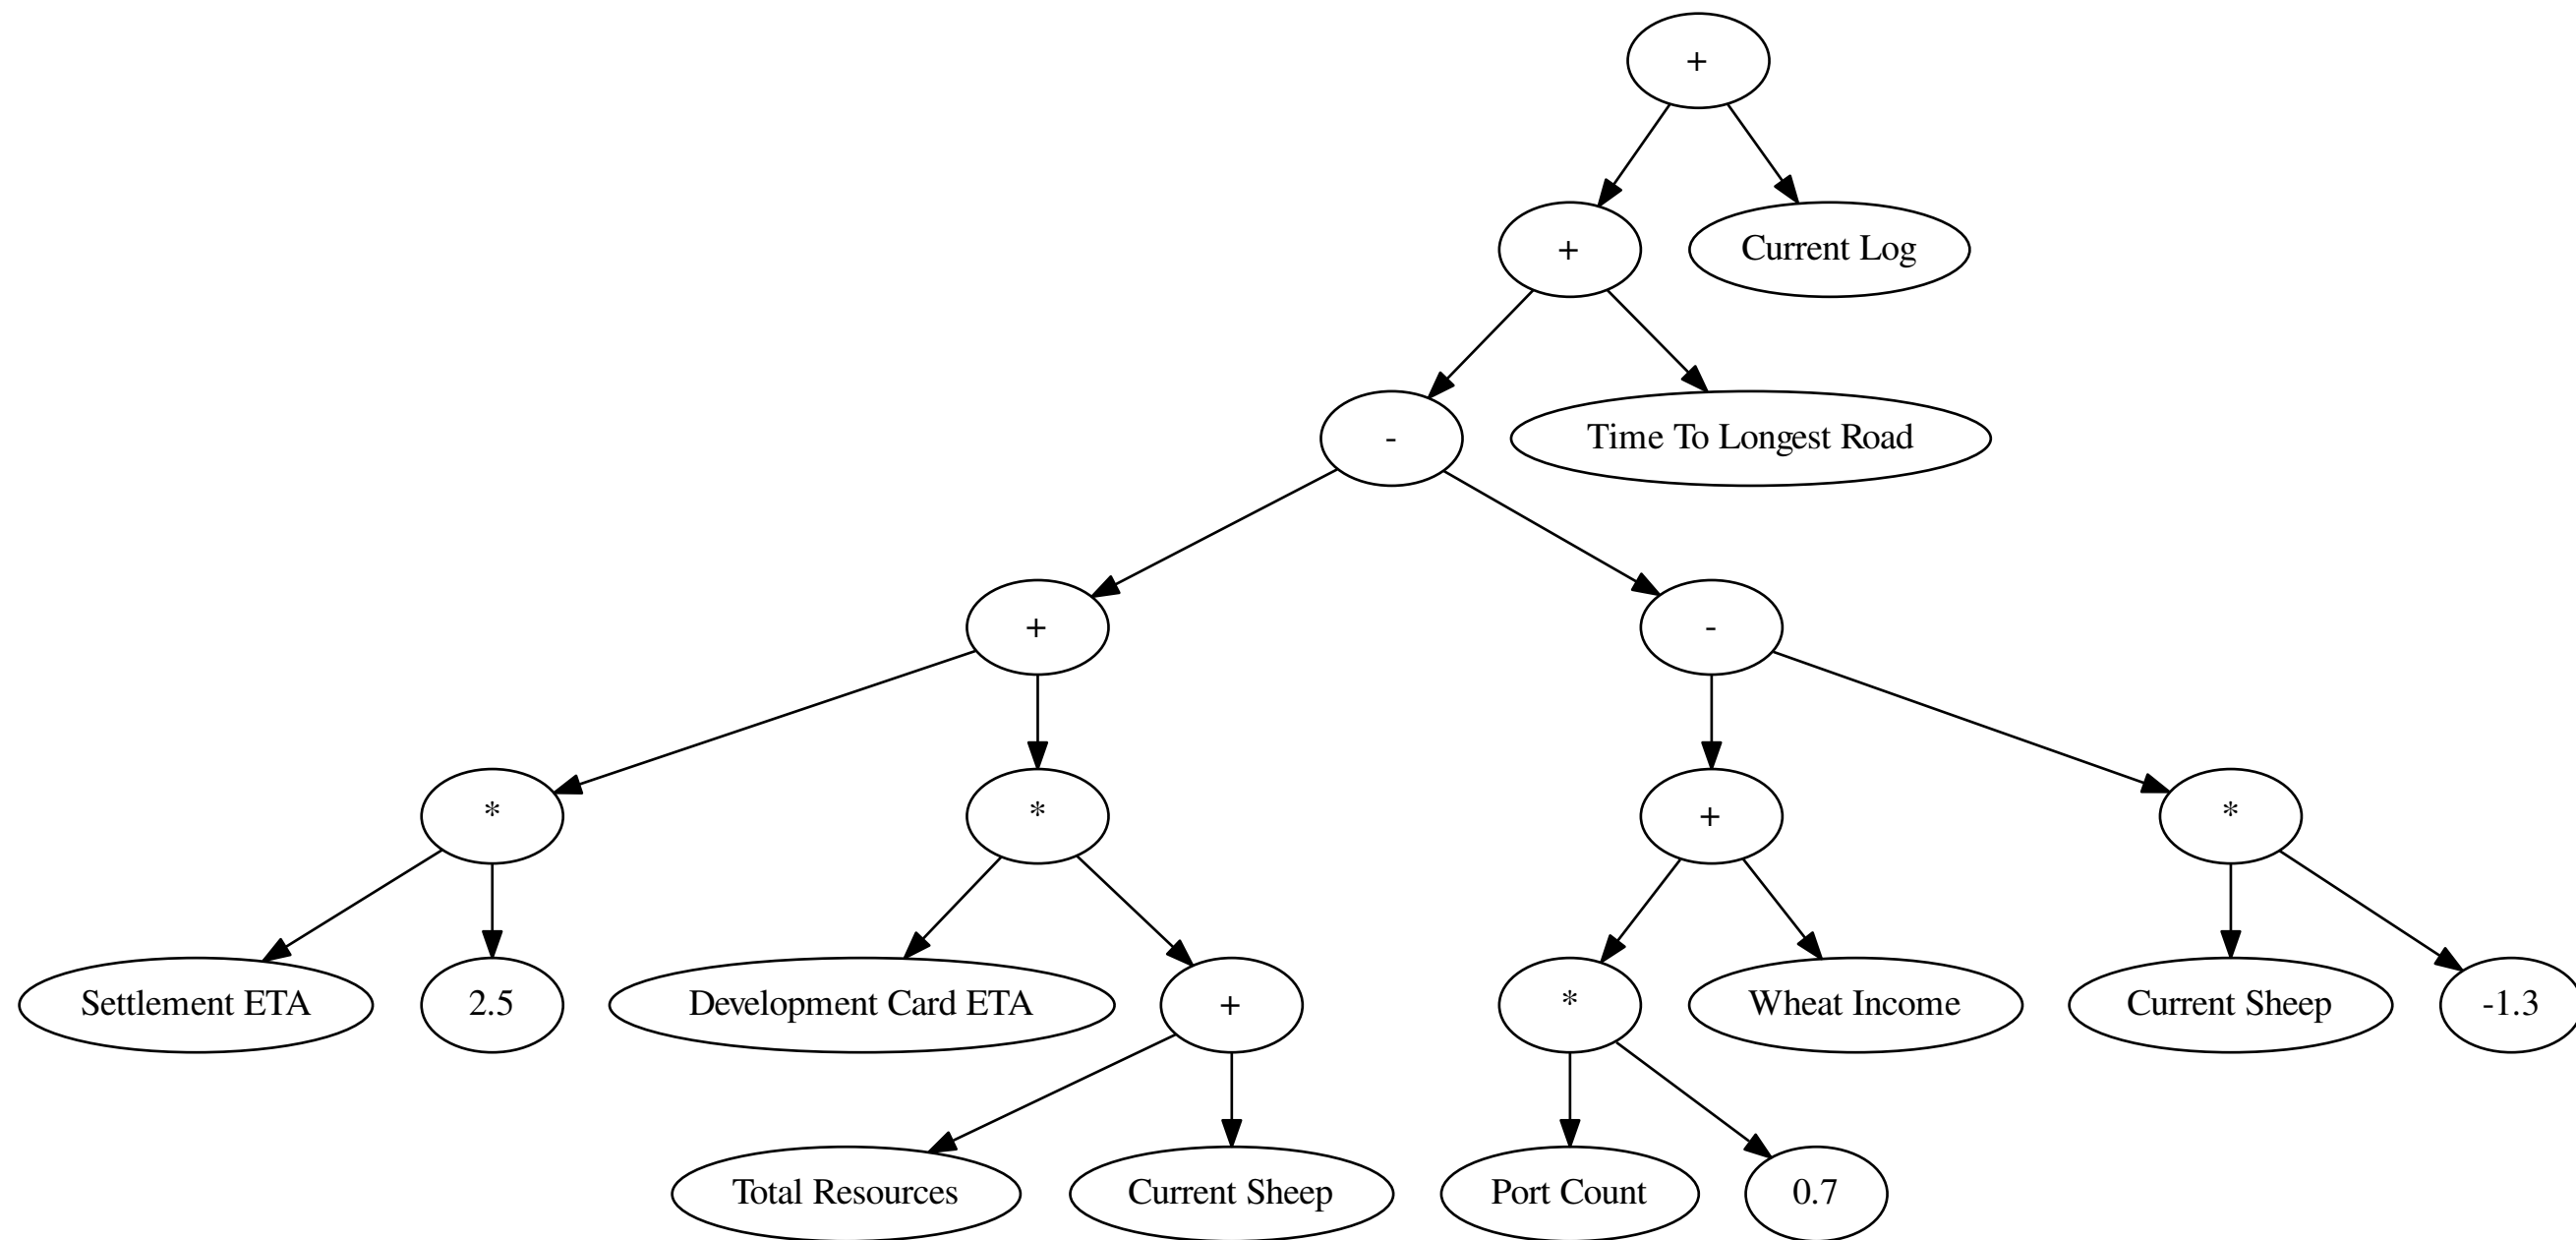 +
+
Current Log
-
Time To Longest Road
+
-
*
*
+
*
Settlement ETA
2.5
Development Card ETA
+
*
Wheat Income
Current Sheep
-1.3
Total Resources
Current Sheep
Port Count
0.7